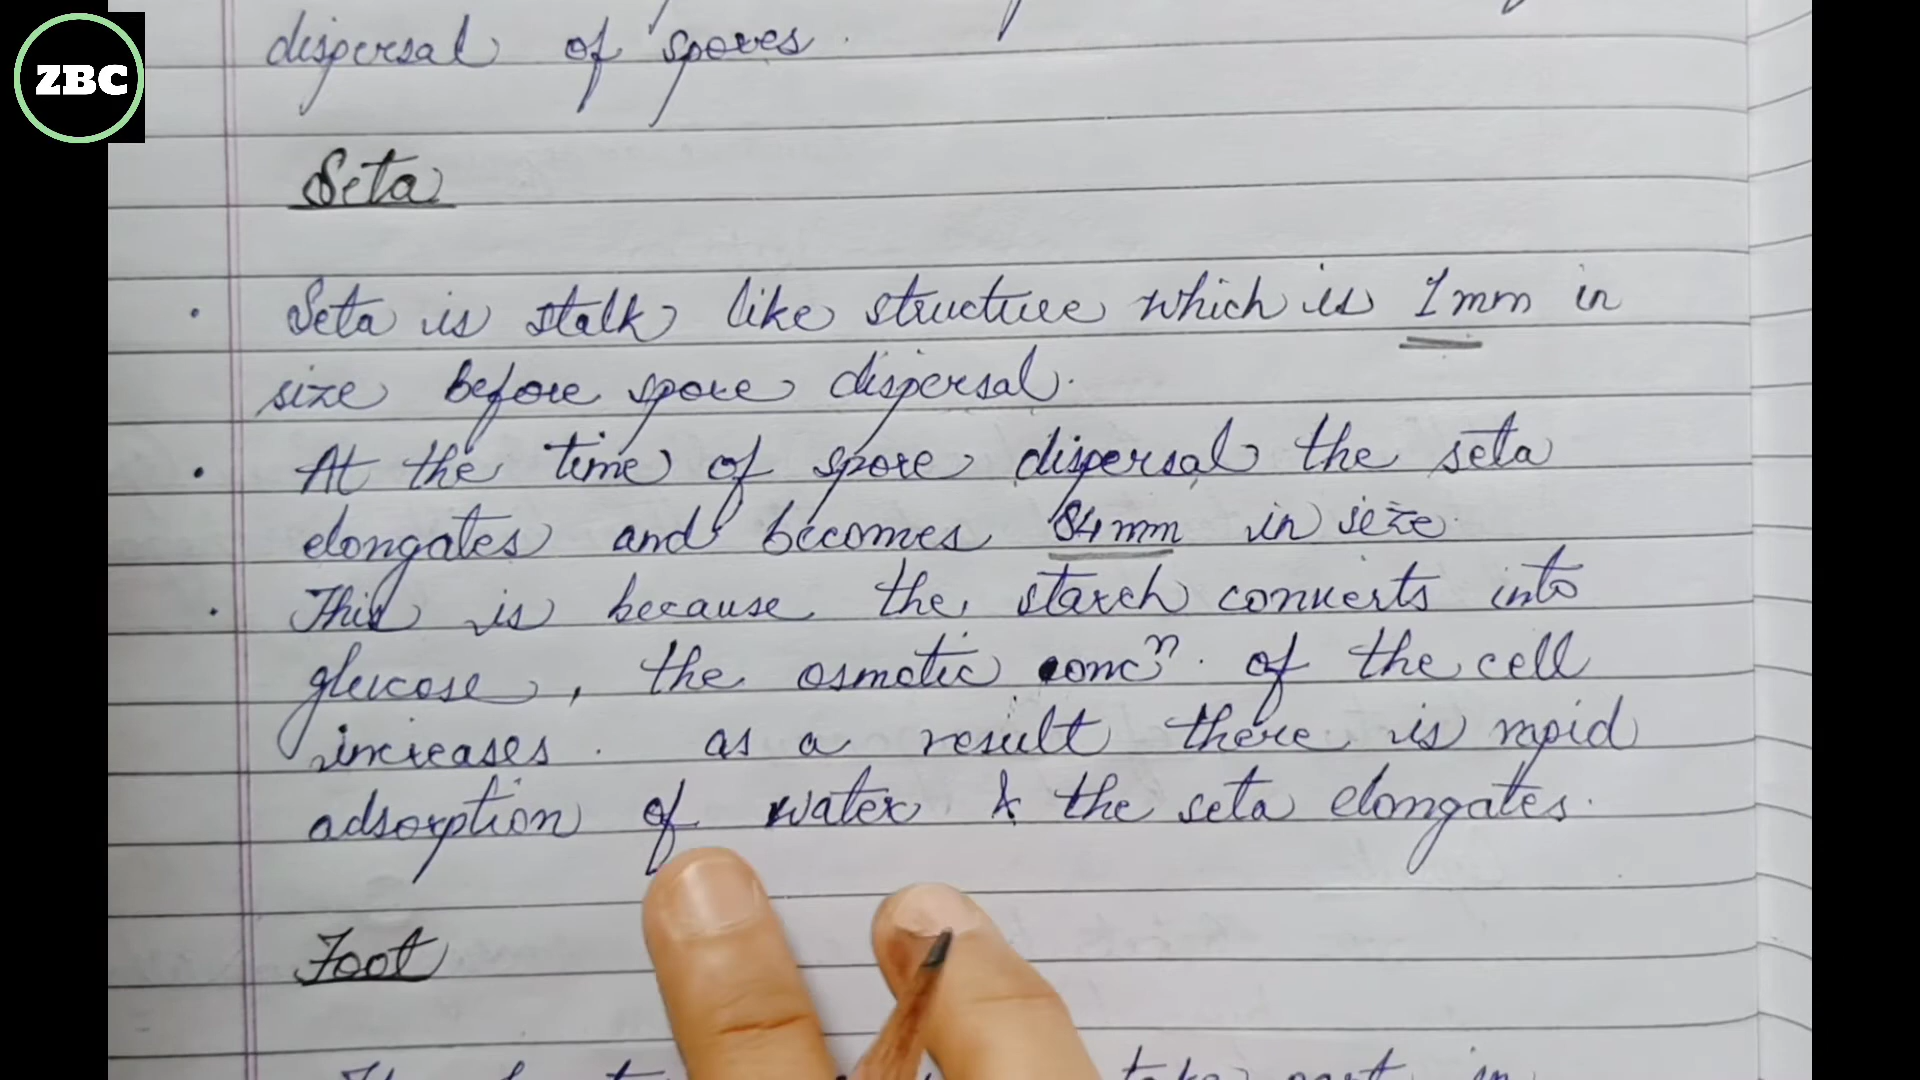 ZBC
dispersal of spores.
Seta
• Seta is stalk like structure which is 1mm in
size before spore dispersal.
• At the time of spore dispersal the seta
elongates and becomes 84mm in size.
• This is because the starch converts into
glucose, the osmotic concⁿ. of the cell
increases. as a result there is rapid
adsorption of water & the seta elongates.
Foot
take part in